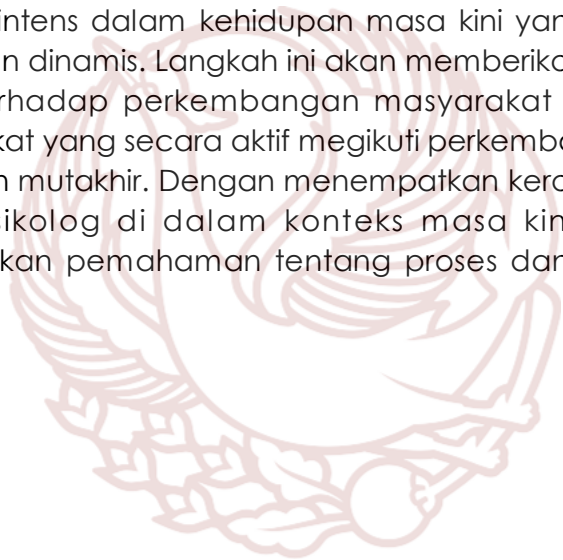 intens dalam kehidupan masa kini yan
n dinamis. Langkah ini akan memberika
rhadap perkembangan masyarakat
kat yang secara aktif megikuti perkemba
n mutakhir. Dengan menempatkan kera
sikolog di dalam konteks masa kin
kan pemahaman tentang proses dan